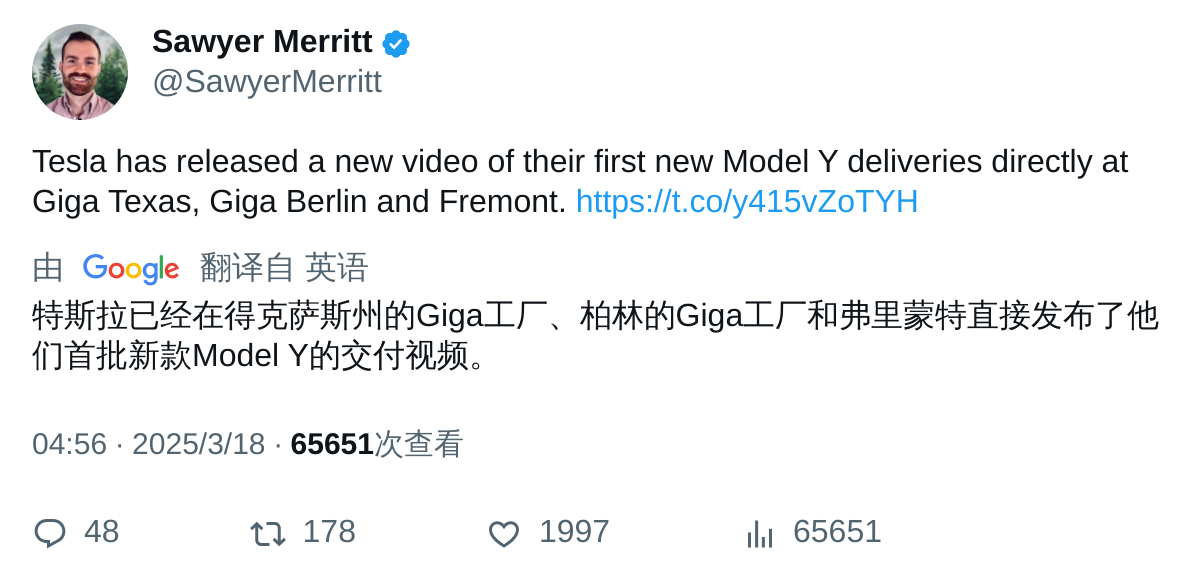 Sawyer Merritt
@SawyerMerritt
Tesla has released a new video of their first new Model Y deliveries directly at
Giga Texas, Giga Berlin and Fremont. https://t.co/y415vZoTYH
由 Google 翻译自 英语
特斯拉已经在得克萨斯州的Giga工厂、柏林的Giga工厂和弗里蒙特直接发布了他
们首批新款Model Y的交付视频。
04:56 · 2025/3/18 · 65651次查看
48 178 1997 65651